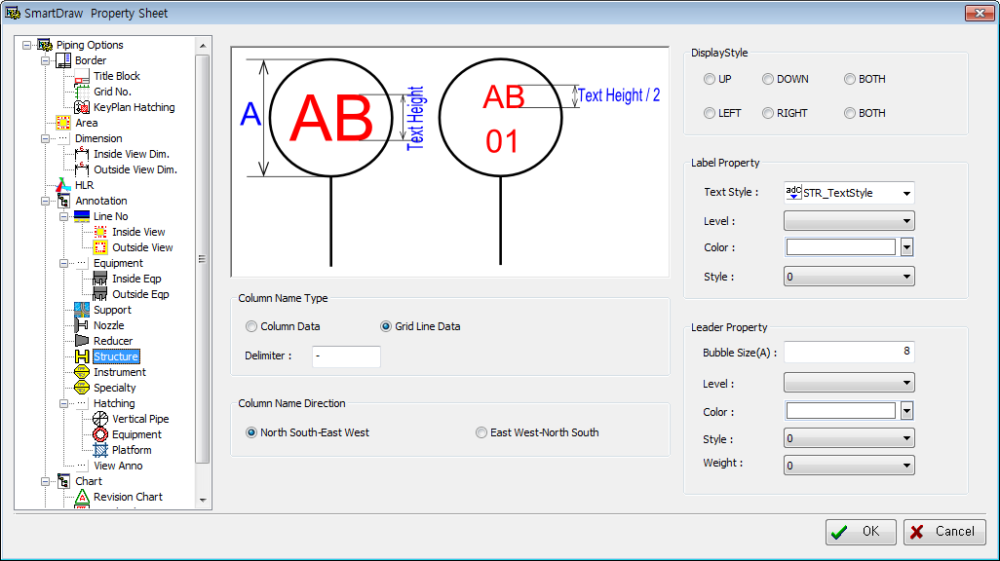 SmartDraw Property Sheet
Piping Options
Border
Title Block
Grid No.
KeyPlan Hatching
Area
Dimension
Inside View Dim.
Outside View Dim.
HLR
Annotation
Line No
Inside View
Outside View
Equipment
Inside Eqp
Outside Eqp
Support
Nozzle
Reducer
Structure
Instrument
Specialty
Hatching
Vertical Pipe
Equipment
Platform
View Anno
Chart
Revision Chart
A
AB
Text Height
AB
01
Text Height / 2
Column Name Type
Column Data
Grid Line Data
Delimiter :
-
Column Name Direction
North South-East West
East West-North South
DisplayStyle
UP
DOWN
BOTH
LEFT
RIGHT
BOTH
Label Property
Text Style :
STR_TextStyle
Level :
Color :
Style :
0
Leader Property
Bubble Size(A) :
8
Level :
Color :
Style :
0
Weight :
0
OK
Cancel